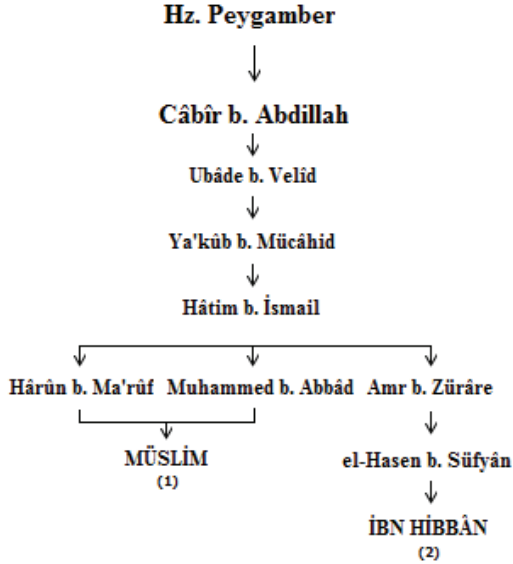 Hz. Peygamber
Câbîr b. Abdillah
Ubâde b. Velîd
Ya'kûb b. Mücâhid
Hâtim b. İsmail
Hârûn b. Ma'rûf Muhammed b. Abbâd Amr b. Zürâre
MÜSLİM
(1)
el-Hasen b. Süfyân
İBN HİBBÂN
(2)